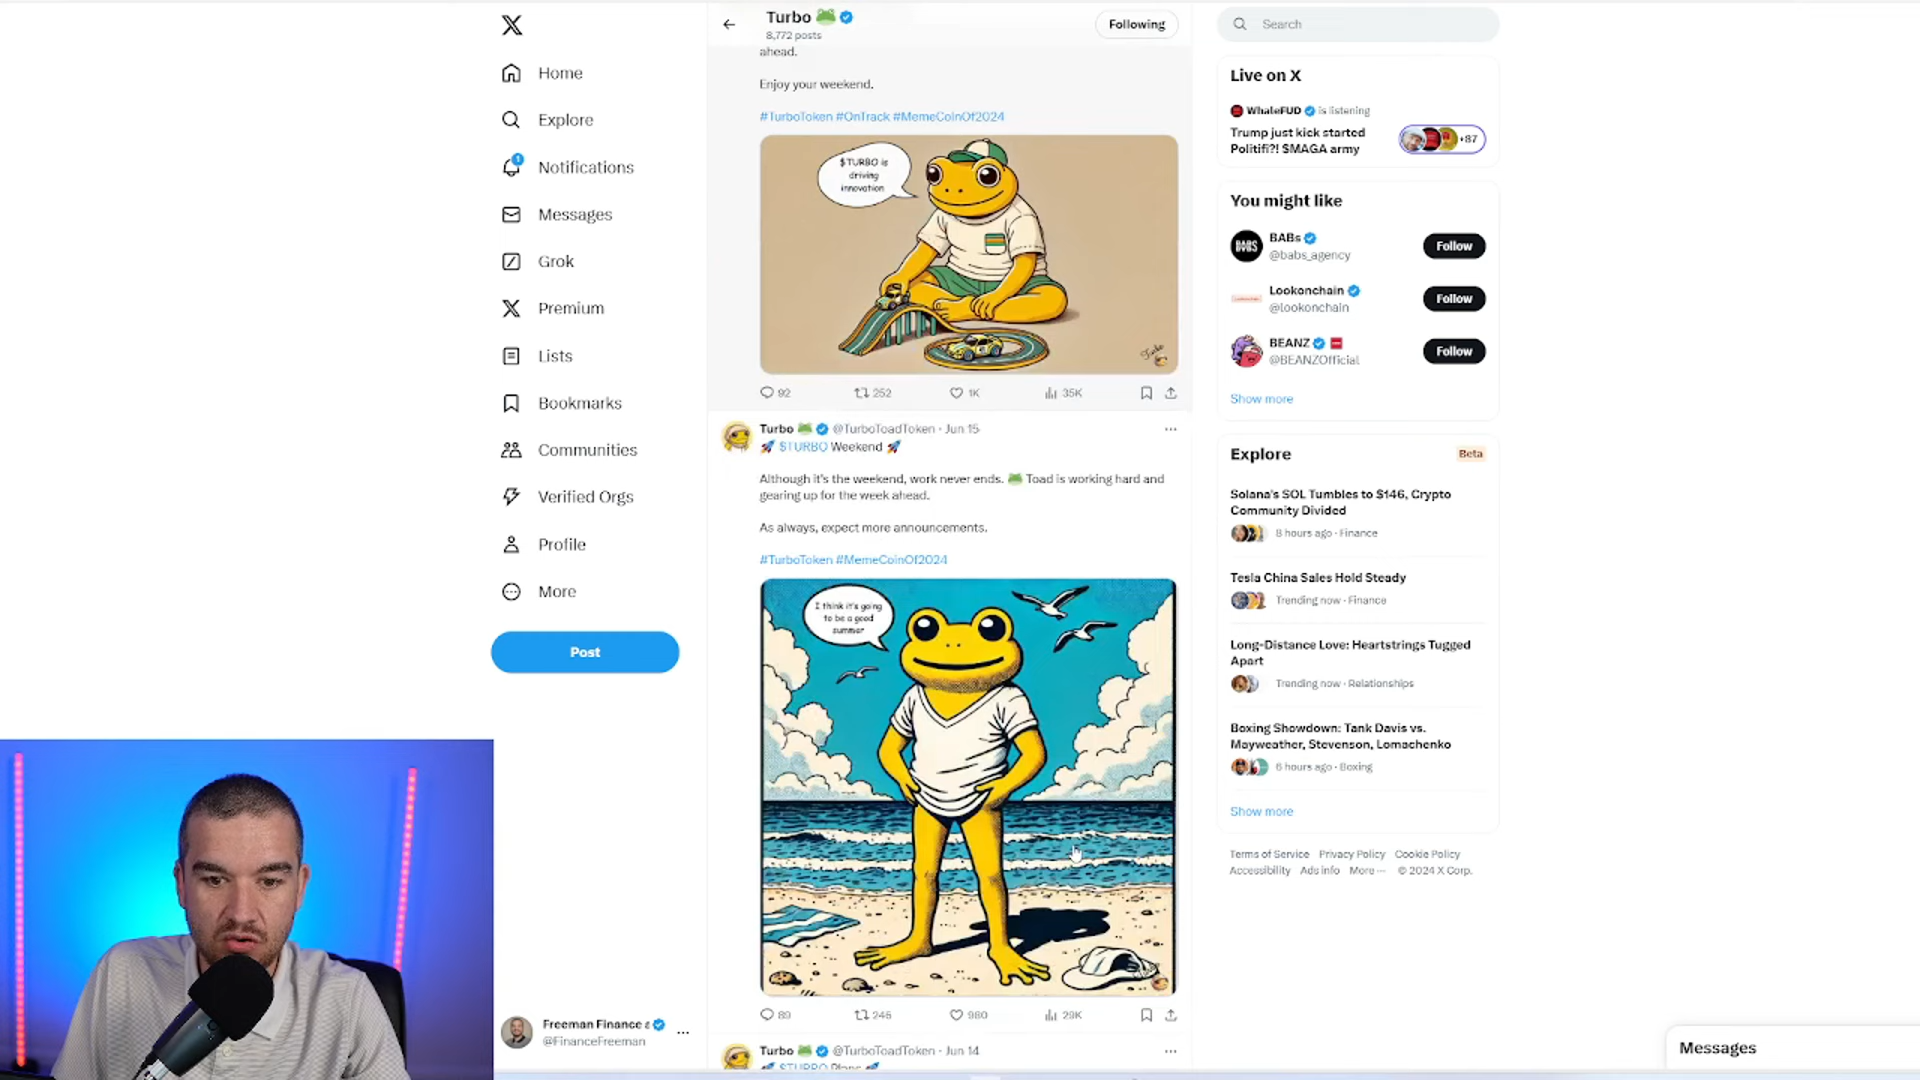 Home
Explore
1
Notifications
Messages
Grok
Premium
Lists
Bookmarks
Communities
Verified Orgs
Profile
More
Post
Freeman Finance
@FinanceFreeman
Turbo
8,772 posts
Following
ahead.
Enjoy your weekend.
#TurboToken #OnTrack #MemeCoinOf2024
$TURBO is
driving
innovation
Turbo
92
252
1K
35K
Turbo @TurboToadToken · Jun 15
$TURBO Weekend
Although it's the weekend, work never ends. Toad is working hard and
gearing up for the week ahead.
As always, expect more announcements.
#TurboToken #MemeCoinOf2024
I think it's going
to be a good
summer
89
246
980
29K
Turbo @TurboToadToken · Jun 14
$TURBO Plans
Search
Live on X
WhaleFUD is listening
Trump just kick started
Politifi?! $MAGA army
+87
You might like
BABS
BABs
@babs_agency
Follow
Lookonchain
Lookonchain
@lookonchain
Follow
BEANZ
@BEANZOfficial
Follow
Show more
Explore
Beta
Solana's SOL Tumbles to $146, Crypto
Community Divided
8 hours ago · Finance
Tesla China Sales Hold Steady
Trending now · Finance
Long-Distance Love: Heartstrings Tugged
Apart
Trending now · Relationships
Boxing Showdown: Tank Davis vs.
Mayweather, Stevenson, Lomachenko
6 hours ago · Boxing
Show more
Terms of Service Privacy Policy Cookie Policy
Accessibility Ads info More ··· © 2024 X Corp.
Messages